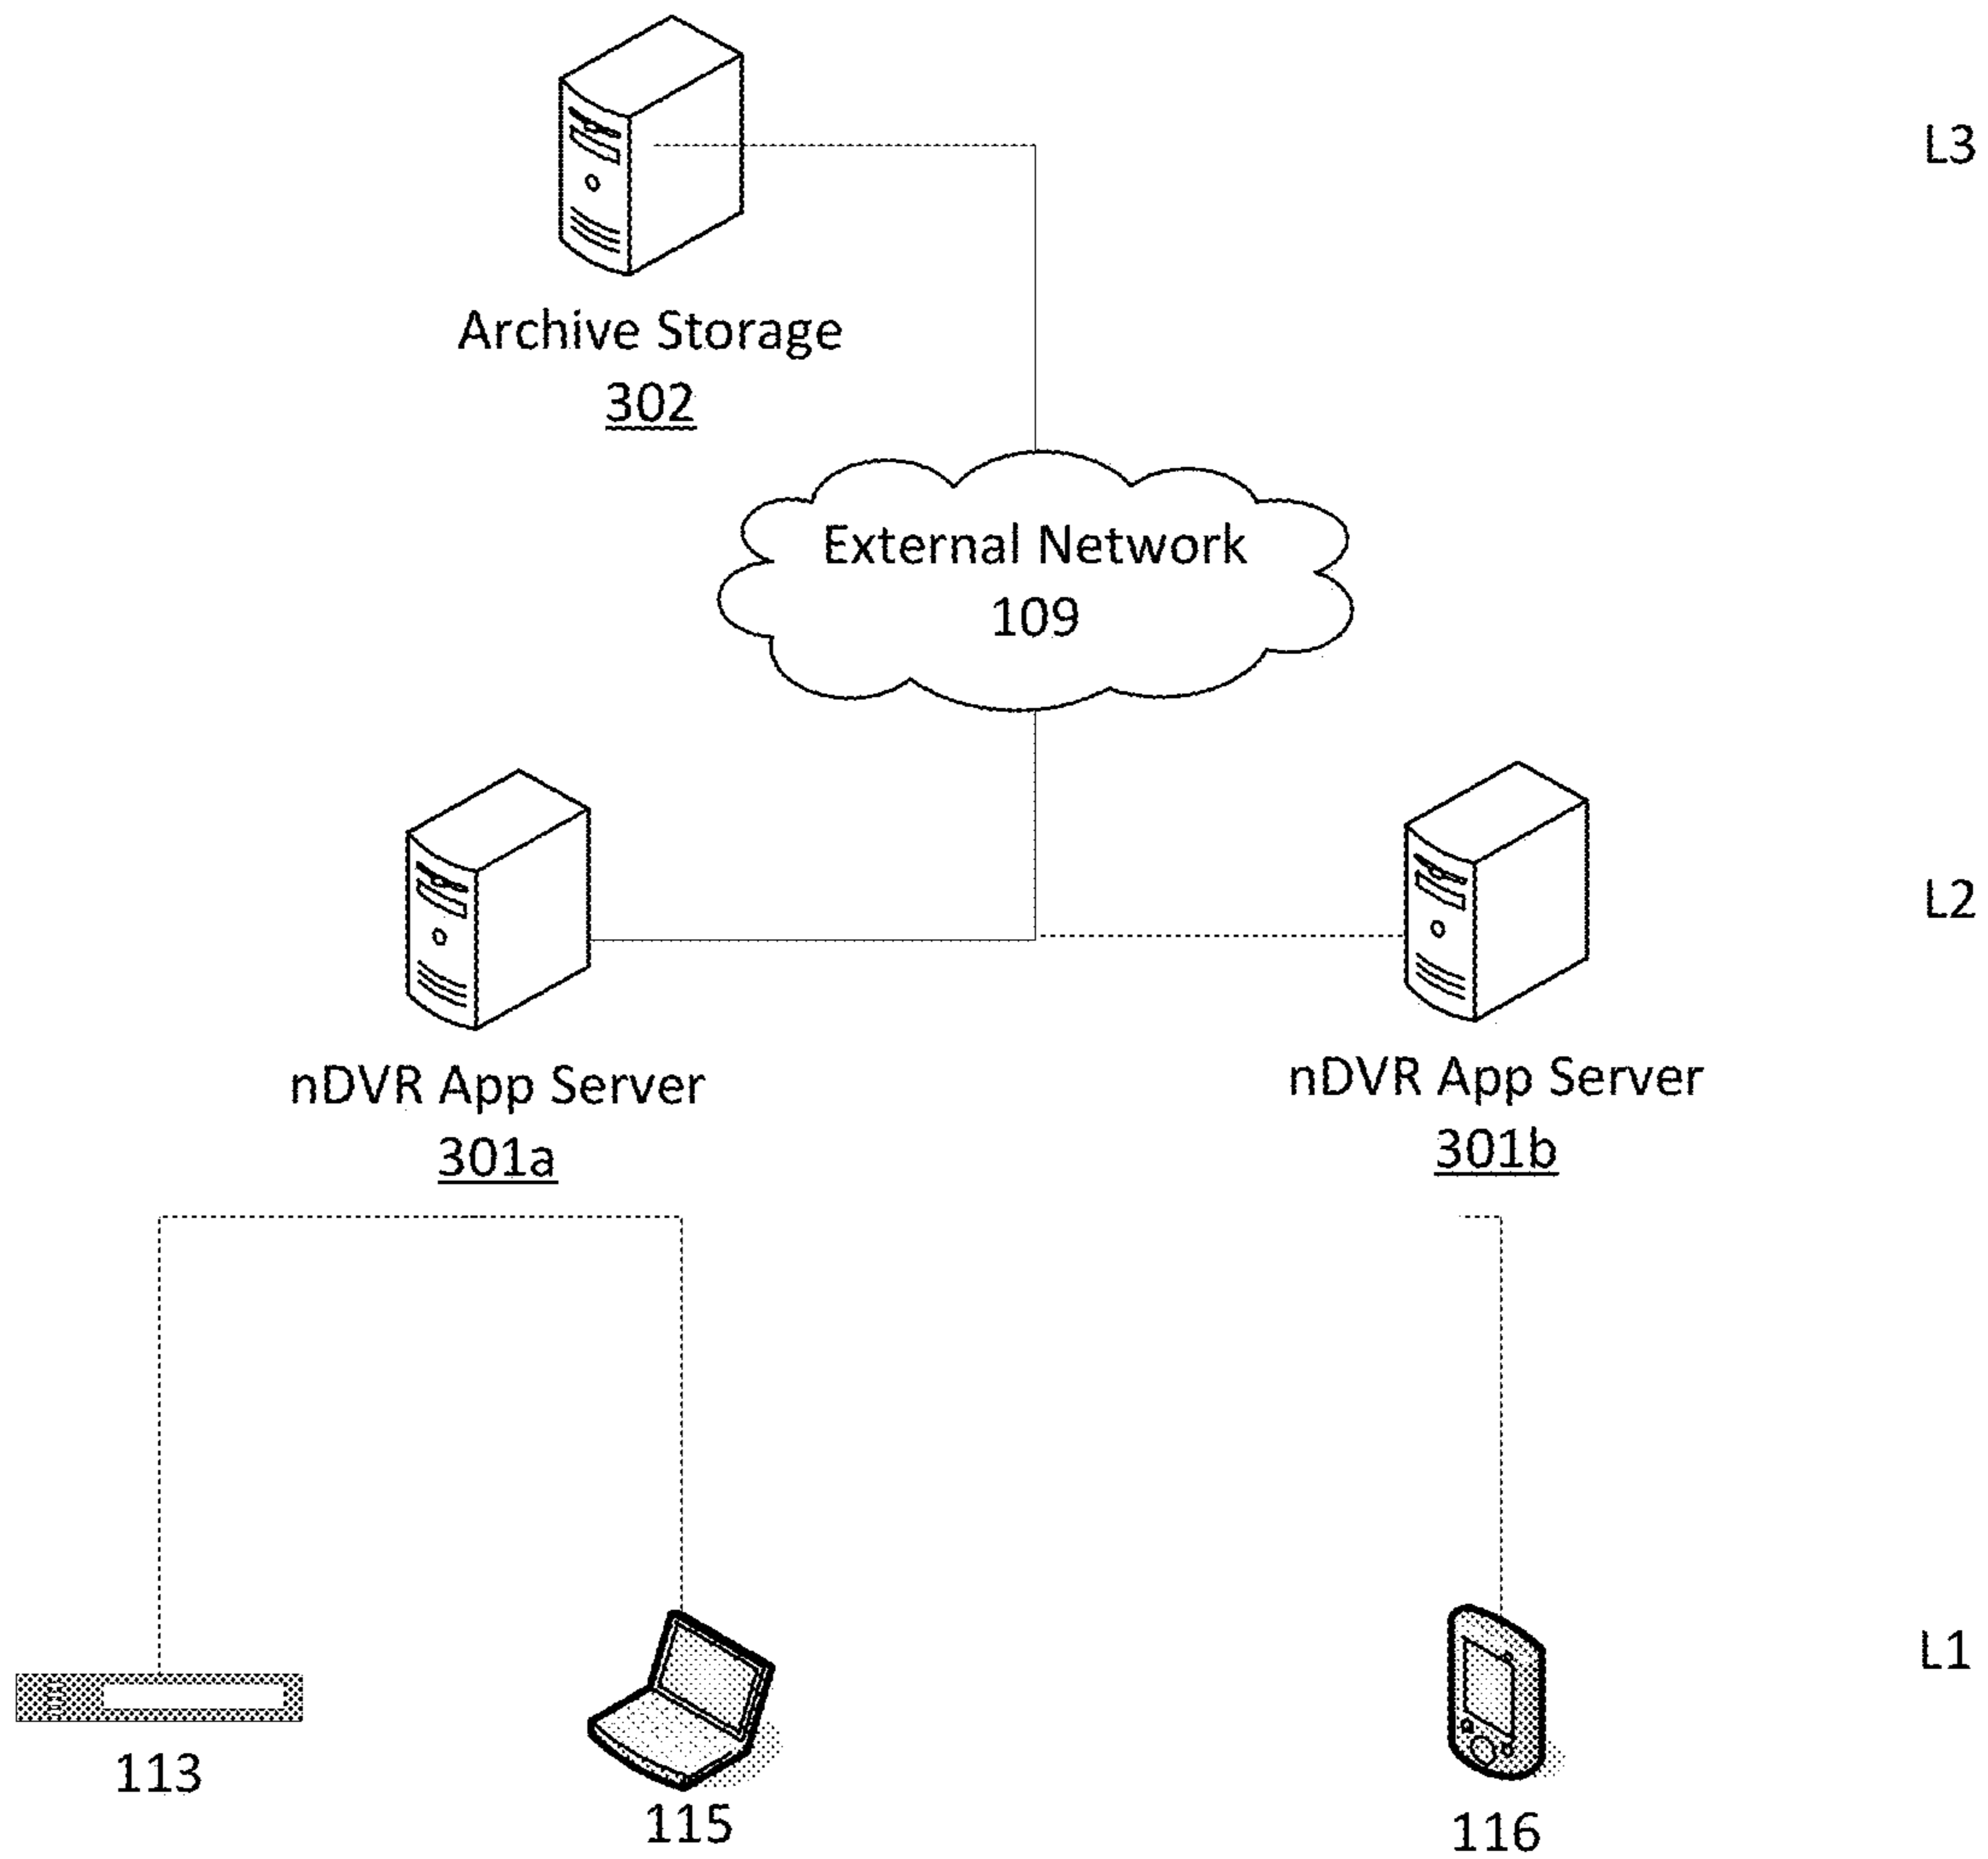 L3
Archive Storage
302
External Network
109
L2
nDVR App Server
301a
nDVR App Server
301b
L1
113
115
116